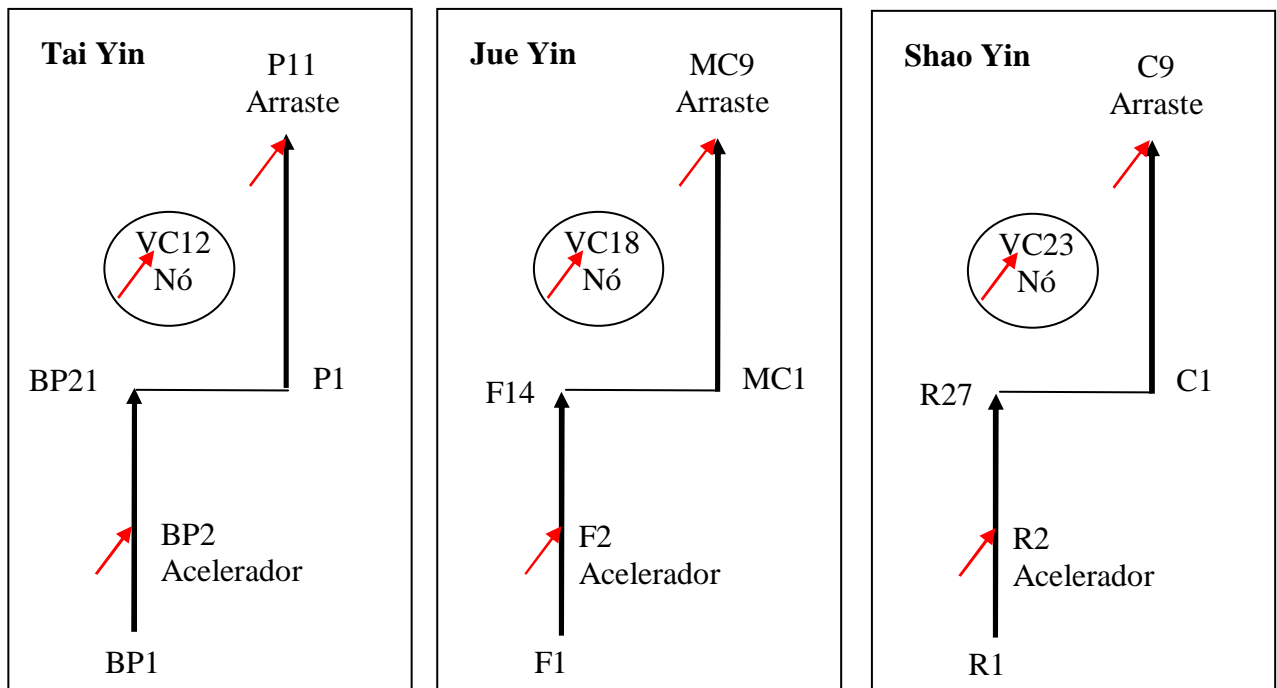 Tai Yin
P11
Arraste
VC12
Nó
BP21
P1
BP2
Acelerador
BP1
Jue Yin
MC9
Arraste
VC18
Nó
F14
MC1
F2
Acelerador
F1
Shao Yin
C9
Arraste
VC23
Nó
R27
C1
R2
Acelerador
R1